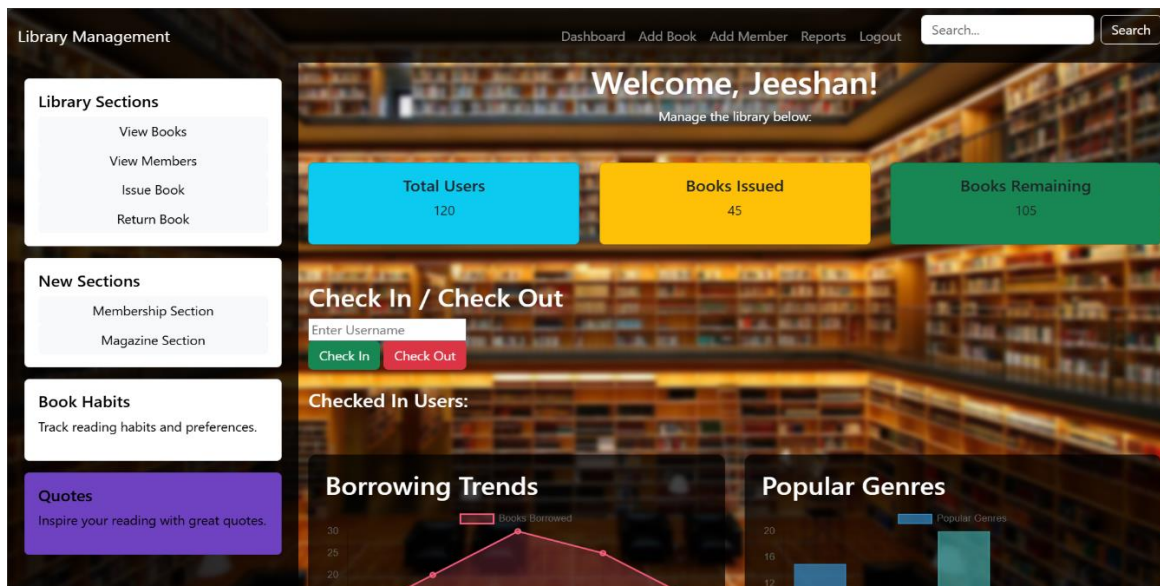 Library Management
Dashboard Add Book Add Member Reports Logout Search... Search
Library Sections
View Books
View Members
Issue Book
Return Book
New Sections
Membership Section
Magazine Section
Book Habits
Track reading habits and preferences.
Quotes
Inspire your reading with great quotes.
Welcome, Jeeshan!
Manage the library below:
Total Users
120
Books Issued
45
Books Remaining
105
Check In / Check Out
Enter Username
Check In Check Out
Checked In Users:
Borrowing Trends
Books Borrowed
30
25
20
Popular Genres
Popular Genres
20
16
12